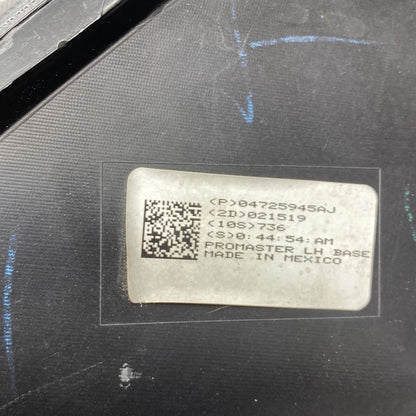 (P)04725945AJ
(2D)021519
(10S)736
(S)0:44:54:AM
PROMASTER LH BASE
MADE IN MEXICO